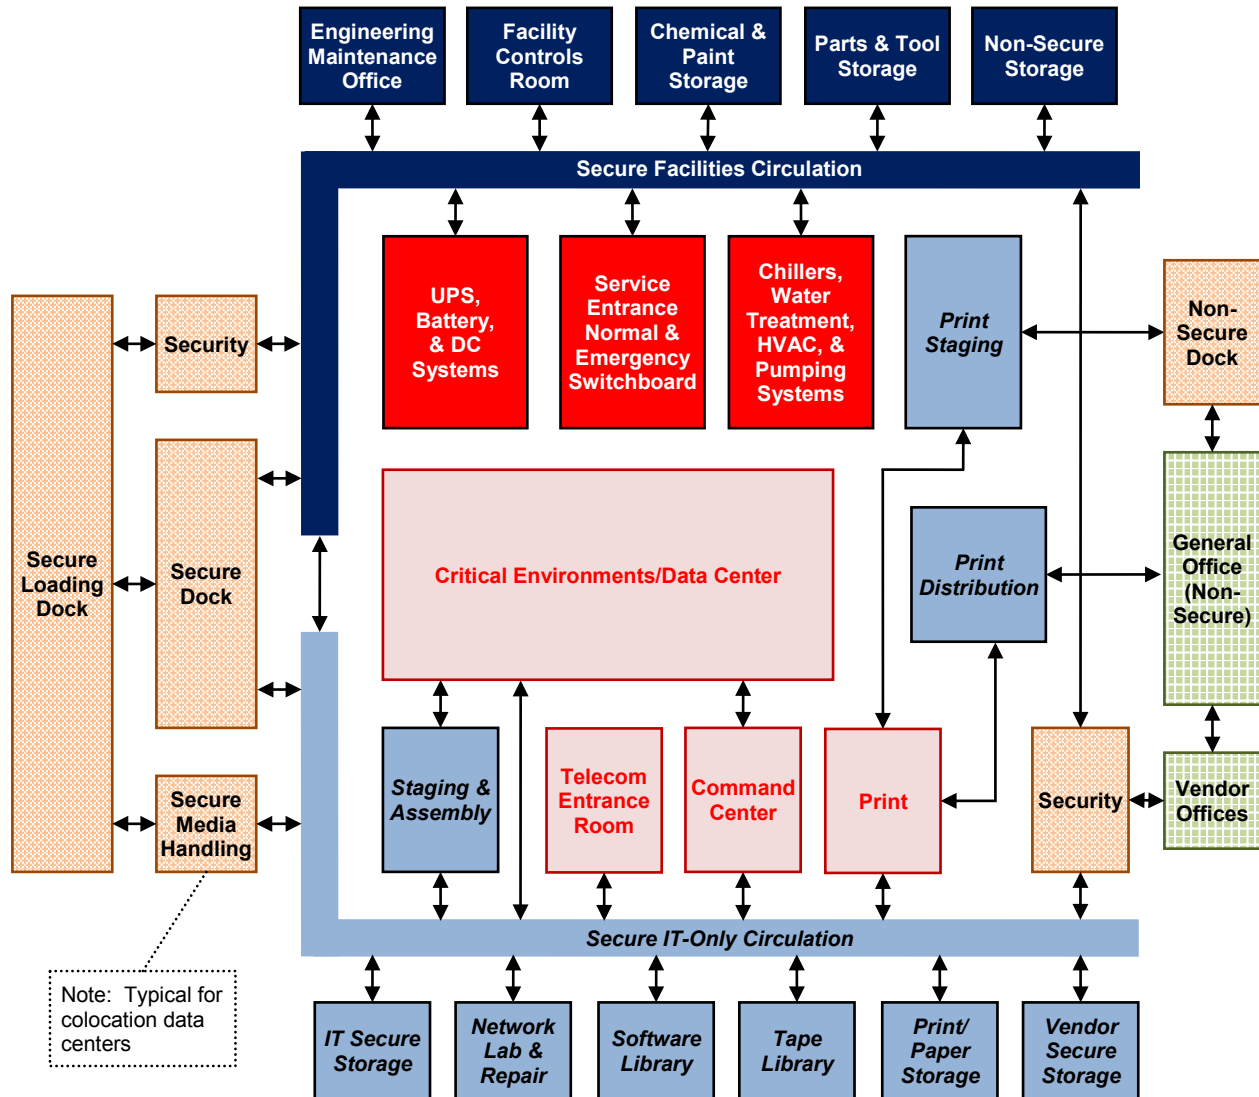 Engineering
Maintenance
Office
Facility
Controls
Room
Chemical &
Paint
Storage
Parts & Tool
Storage
Non-Secure
Storage
Secure Facilities Circulation
UPS,
Battery,
& DC
Systems
Service
Entrance
Normal &
Emergency
Switchboard
Chillers,
Water
Treatment,
HVAC, &
Pumping
Systems
Print
Staging
Non-
Secure
Dock
Security
Secure
Loading
Dock
Secure
Dock
Critical Environments/Data Center
Print
Distribution
General
Office
(Non-
Secure)
Secure
Media
Handling
Staging &
Assembly
Telecom
Entrance
Room
Command
Center
Print
Security
Vendor
Offices
Secure IT-Only Circulation
Note: Typical for
colocation data
centers
IT Secure
Storage
Network
Lab &
Repair
Software
Library
Tape
Library
Print/
Paper
Storage
Vendor
Secure
Storage